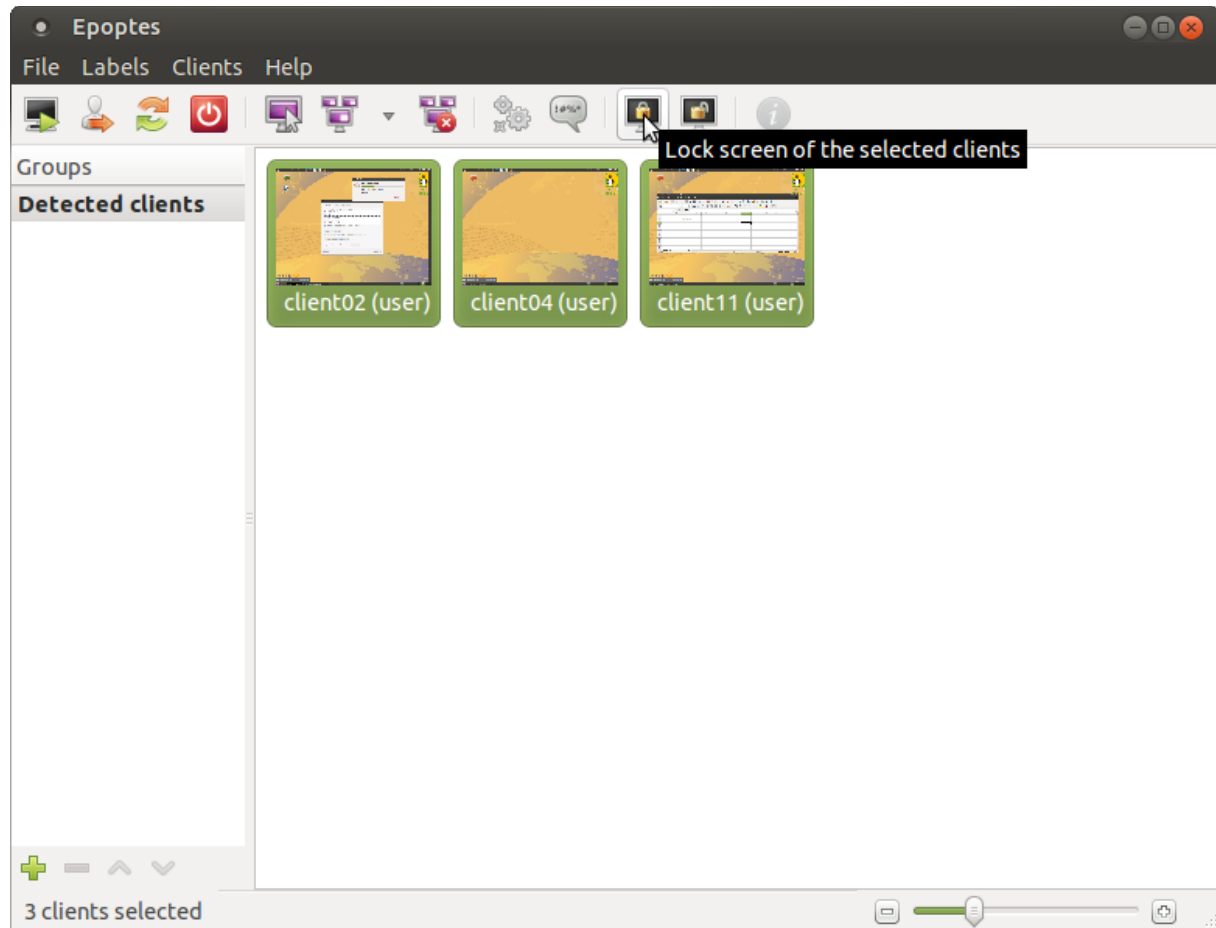 Epoptes
File Labels Clients Help
!@%*
Lock screen of the selected clients
Groups
Detected clients
client02 (user)
client04 (user)
client11 (user)
3 clients selected